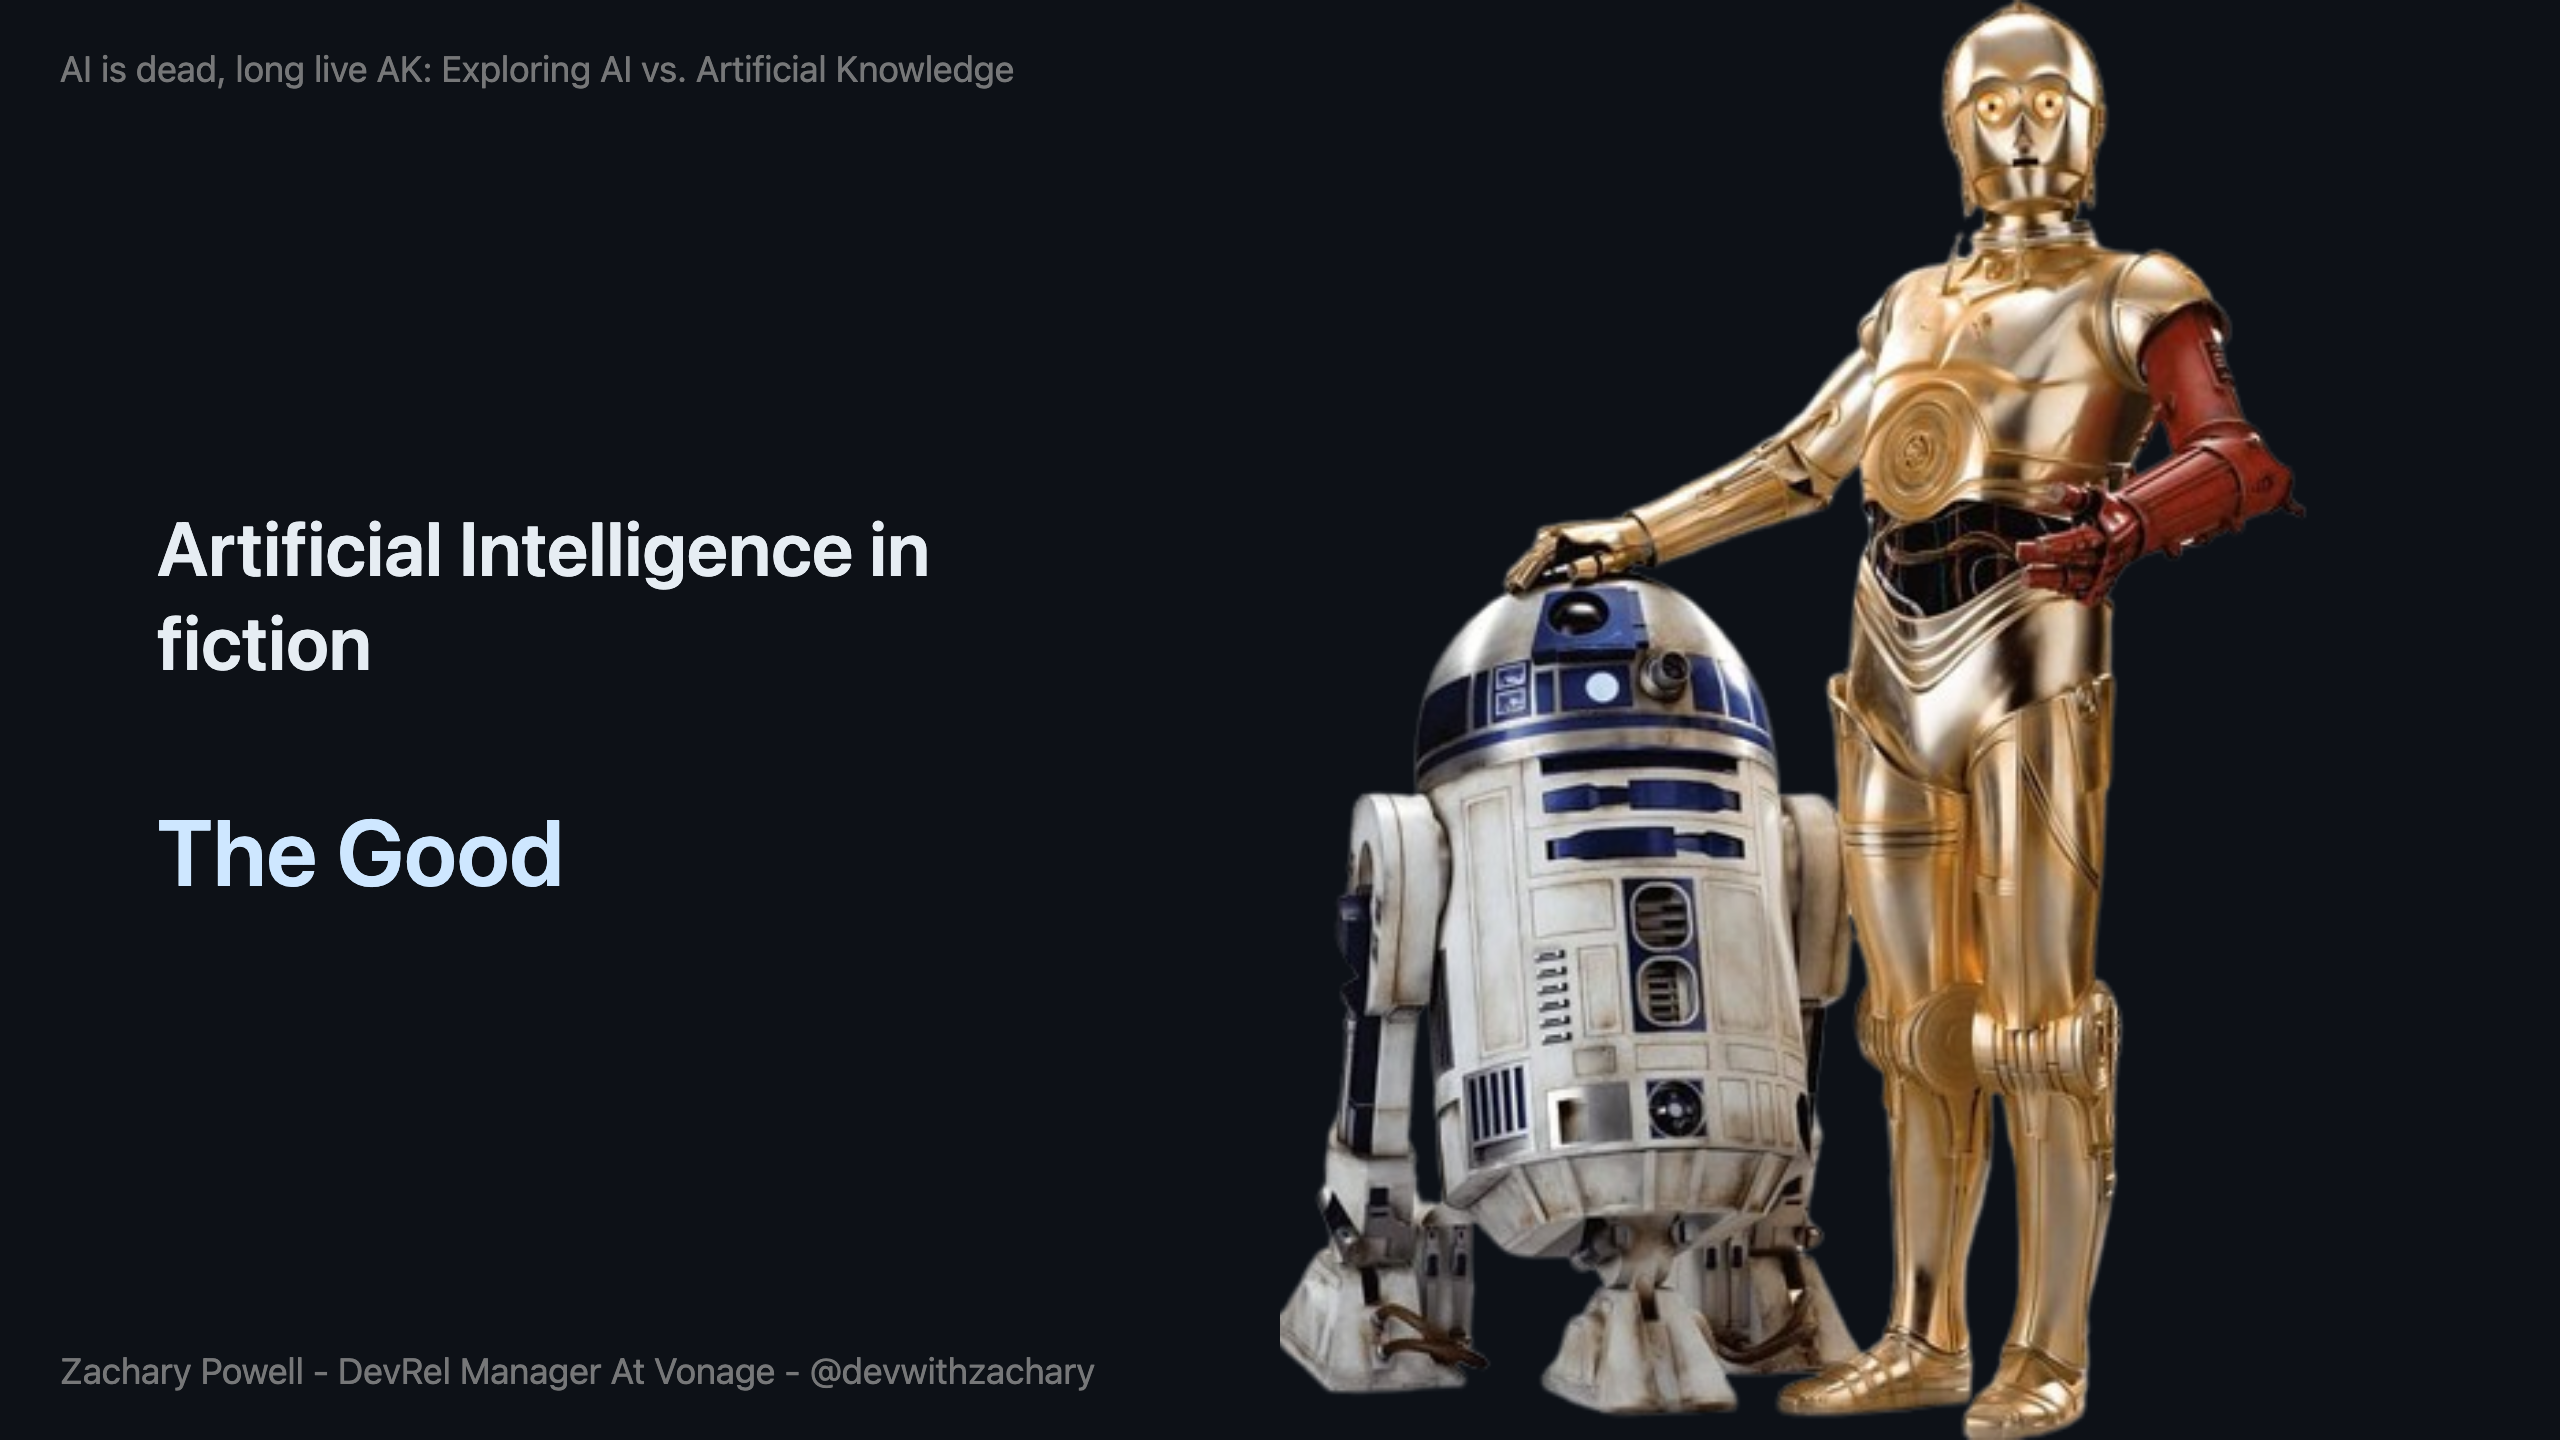 AI is dead, long live AK: Exploring AI vs. Artificial Knowledge
Artificial Intelligence in
fiction
The Good
Zachary Powell - DevRel Manager At Vonage - @devwithzachary